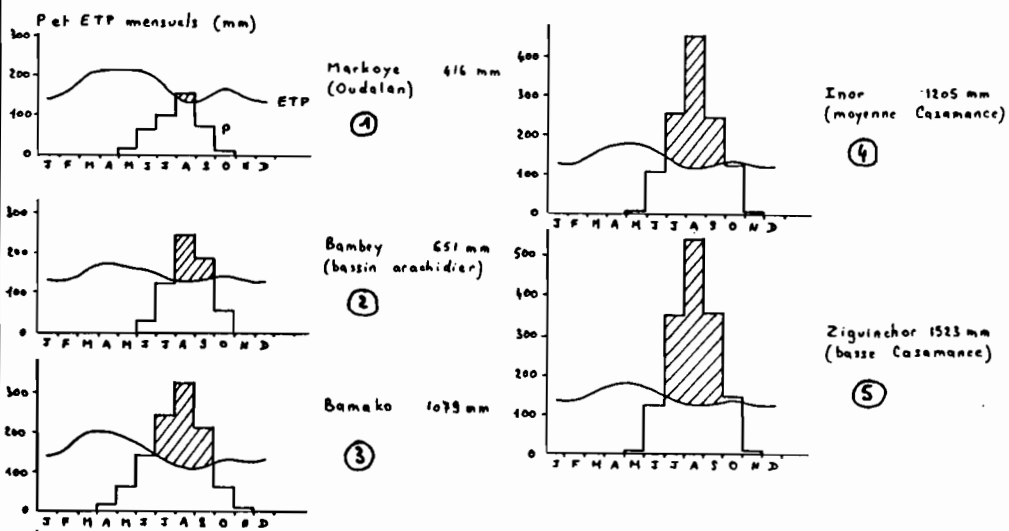 P et ETP mensuels (mm)
300
200
100
0
J F M A M J J A S O N D
ETP
P
Markoye 416 mm
(Oudalan)
1
300
200
100
0
J F M A M J J A S O N D
Bambey 651 mm
(bassin arachidier)
2
300
200
100
0
J F M A M J J A S O N D
Bamako 1079 mm
3
400
300
200
100
0
J F M A M J J A S O N D
Inor 1205 mm
(moyenne Casamance)
4
500
400
300
200
100
0
J F M A M J J A S O N D
Ziguinchor 1523 mm
(basse Casamance)
5